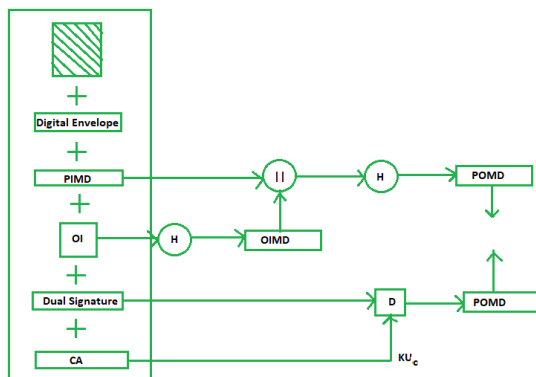 Digital Envelope
PIMD
||
H
POMD
OI
H
OIMD
Dual Signature
D
POMD
CA
KUc